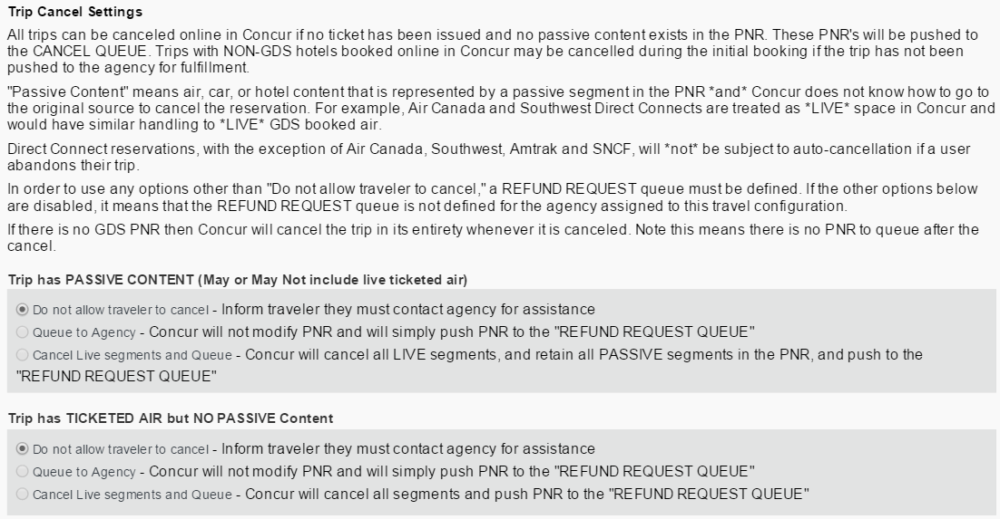 Trip Cancel Settings
All trips can be canceled online in Concur if no ticket has been issued and no passive content exists in the PNR. These PNR's will be pushed to
the CANCEL QUEUE. Trips with NON-GDS hotels booked online in Concur may be cancelled during the initial booking if the trip has not been
pushed to the agency for fulfillment.
"Passive Content" means air, car, or hotel content that is represented by a passive segment in the PNR *and* Concur does not know how to go to
the original source to cancel the reservation. For example, Air Canada and Southwest Direct Connects are treated as *LIVE* space in Concur and
would have similar handling to *LIVE* GDS booked air.
Direct Connect reservations, with the exception of Air Canada, Southwest, Amtrak and SNCF, will *not* be subject to auto-cancellation if a user
abandons their trip.
In order to use any options other than "Do not allow traveler to cancel," a REFUND REQUEST queue must be defined. If the other options below
are disabled, it means that the REFUND REQUEST queue is not defined for the agency assigned to this travel configuration.
If there is no GDS PNR then Concur will cancel the trip in its entirety whenever it is canceled. Note this means there is no PNR to queue after the
cancel.
Trip has PASSIVE CONTENT (May or May Not include live ticketed air)
Do not allow traveler to cancel - Inform traveler they must contact agency for assistance
Queue to Agency - Concur will not modify PNR and will simply push PNR to the "REFUND REQUEST QUEUE"
Cancel Live segments and Queue - Concur will cancel all LIVE segments, and retain all PASSIVE segments in the PNR, and push to the
"REFUND REQUEST QUEUE"
Trip has TICKETED AIR but NO PASSIVE Content
Do not allow traveler to cancel - Inform traveler they must contact agency for assistance
Queue to Agency - Concur will not modify PNR and will simply push PNR to the "REFUND REQUEST QUEUE"
Cancel Live segments and Queue - Concur will cancel all segments and push PNR to the "REFUND REQUEST QUEUE"